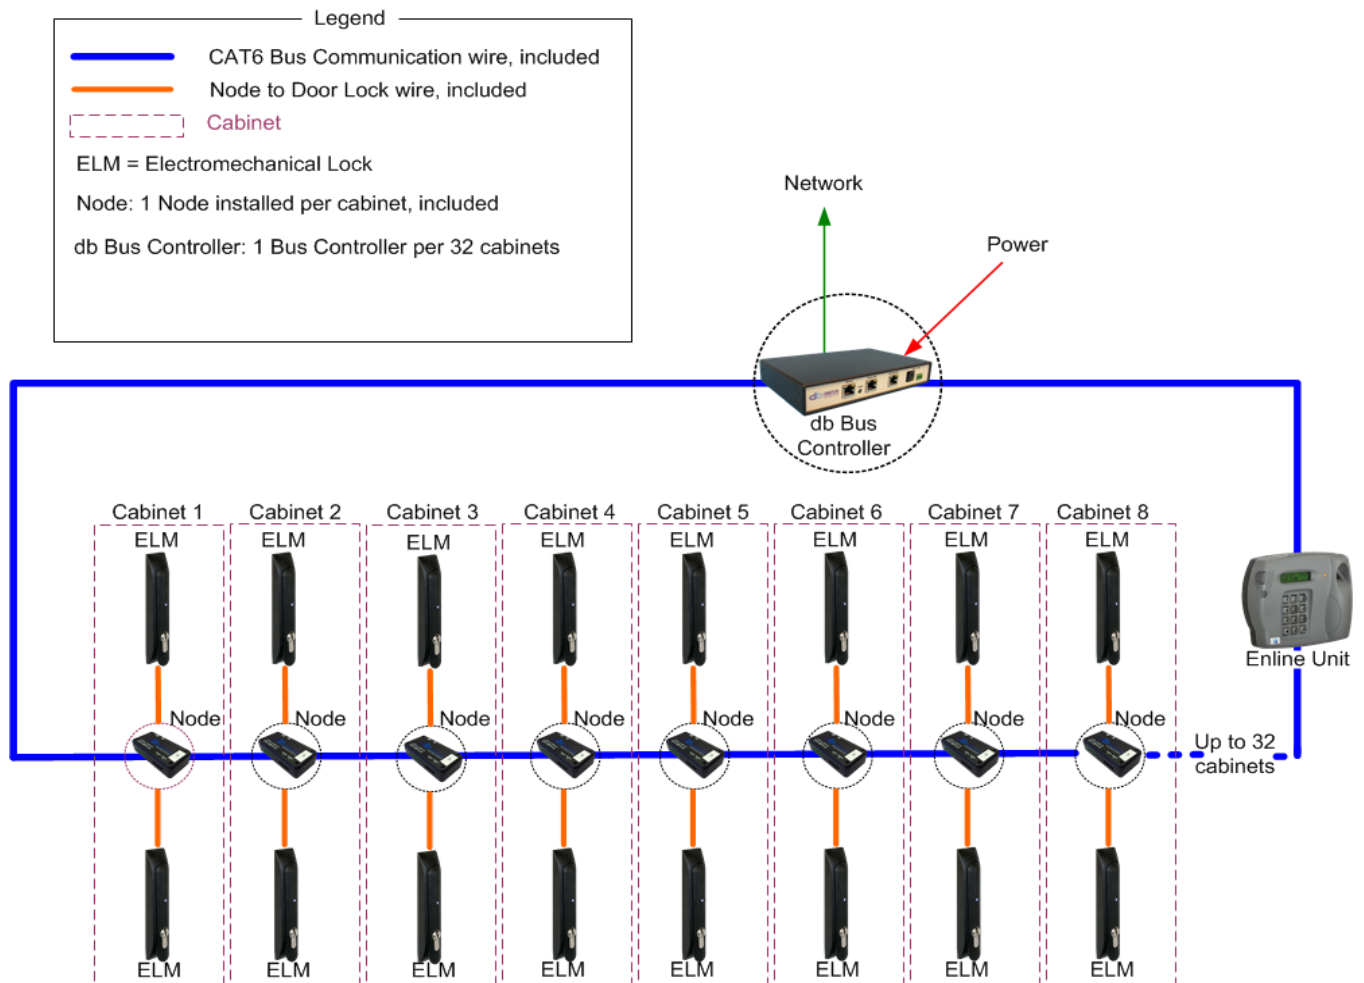 Legend
CAT6 Bus Communication wire, included
Node to Door Lock wire, included
Cabinet
ELM = Electromechanical Lock
Node: 1 Node installed per cabinet, included
db Bus Controller: 1 Bus Controller per 32 cabinets
Network
Power
db
db Bus
Controller
Cabinet 1 Cabinet 2 Cabinet 3 Cabinet 4 Cabinet 5 Cabinet 6 Cabinet 7 Cabinet 8
ELM ELM ELM ELM ELM ELM ELM ELM
Enline Unit
Node Node Node Node Node Node Node Node
Up to 32
cabinets
ELM ELM ELM ELM ELM ELM ELM ELM